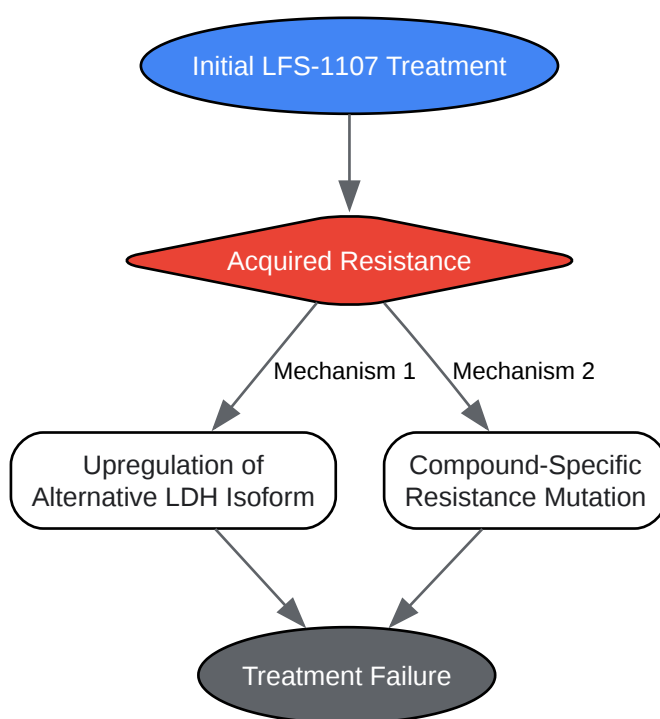 Initial LFS-1107 Treatment
Acquired Resistance
Mechanism 1
Mechanism 2
Upregulation of
Alternative LDH Isoform
Compound-Specific
Resistance Mutation
Treatment Failure